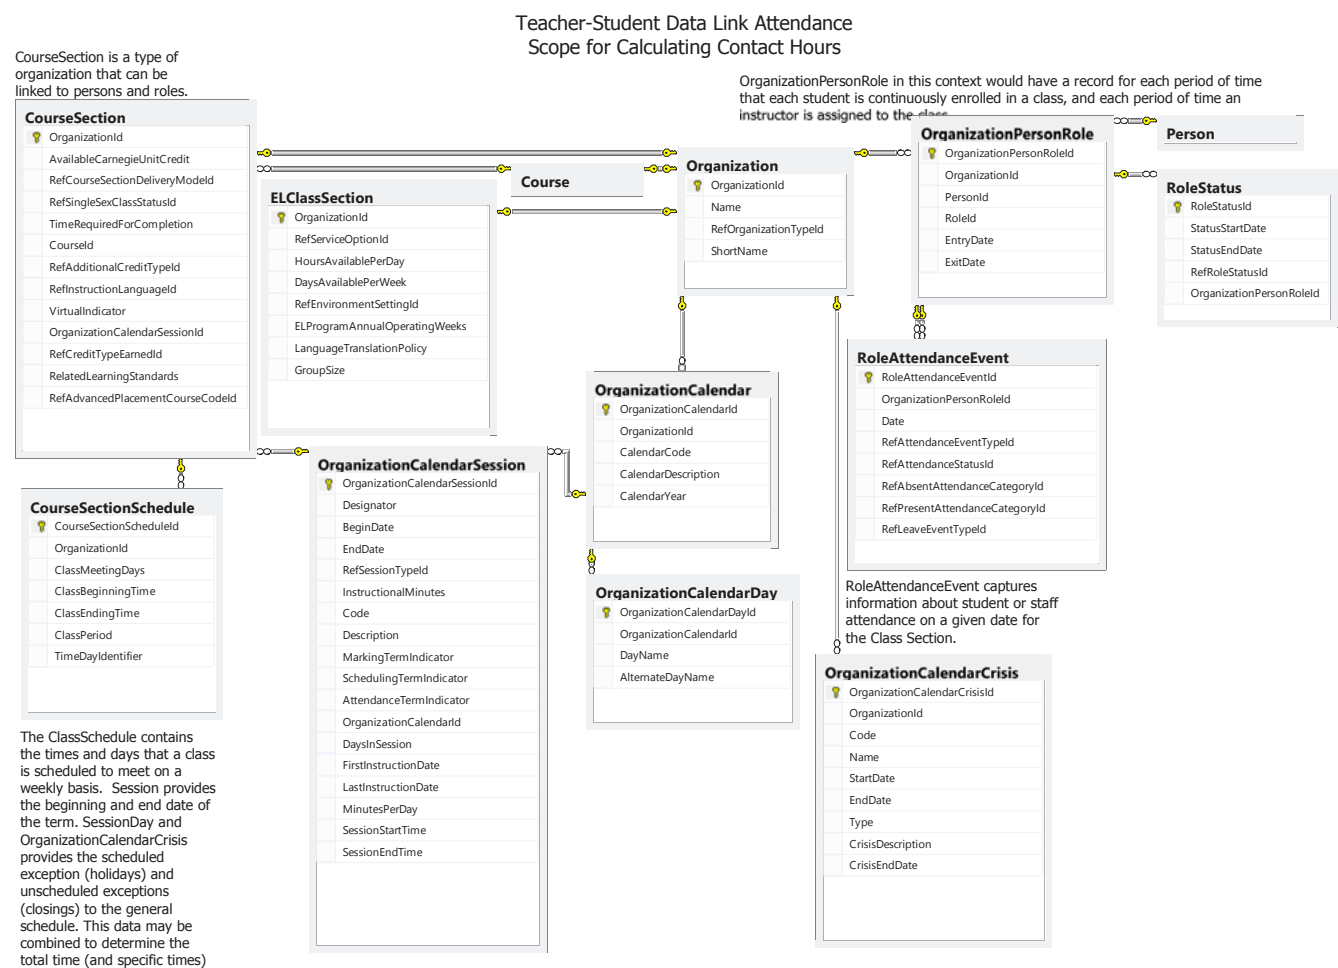 Teacher-Student Data Link Attendance
Scope for Calculating Contact Hours
CourseSection is a type of
organization that can be
linked to persons and roles.
OrganizationPersonRole in this context would have a record for each period of time
that each student is continuously enrolled in a class, and each period of time an
instructor is assigned to the class
CourseSection
OrganizationId
AvailableCarnegieUnitCredit
RefCourseSectionDeliveryModeId
RefSingleSexClassStatusId
TimeRequiredForCompletion
CourseId
RefAdditionalCreditTypeId
RefInstructionLanguageId
VirtualIndicator
OrganizationCalendarSessionId
RefCreditTypeEarnedId
RelatedLearningStandards
RefAdvancedPlacementCourseCodeId
ELClassSection
OrganizationId
RefServiceOptionId
HoursAvailablePerDay
DaysAvailablePerWeek
RefEnvironmentSettingId
ELProgramAnnualOperatingWeeks
LanguageTranslationPolicy
GroupSize
Course
Organization
OrganizationId
Name
RefOrganizationTypeId
ShortName
OrganizationPersonRole
OrganizationPersonRoleId
OrganizationId
PersonId
RoleId
EntryDate
ExitDate
Person
RoleStatus
RoleStatusId
StatusStartDate
StatusEndDate
RefRoleStatusId
OrganizationPersonRoleId
RoleAttendanceEvent
RoleAttendanceEventId
OrganizationPersonRoleId
Date
RefAttendanceEventTypeId
RefAttendanceStatusId
RefAbsentAttendanceCategoryId
RefPresentAttendanceCategoryId
RefLeaveEventTypeId
RoleAttendanceEvent captures
information about student or staff
attendance on a given date for
the Class Section.
OrganizationCalendar
OrganizationCalendarId
OrganizationId
CalendarCode
CalendarDescription
CalendarYear
OrganizationCalendarSession
OrganizationCalendarSessionId
Designator
BeginDate
EndDate
RefSessionTypeId
InstructionalMinutes
Code
Description
MarkingTermIndicator
SchedulingTermIndicator
AttendanceTermIndicator
OrganizationCalendarId
DaysInSession
FirstInstructionDate
LastInstructionDate
MinutesPerDay
SessionStartTime
SessionEndTime
CourseSectionSchedule
CourseSectionScheduleId
OrganizationId
ClassMeetingDays
ClassBeginningTime
ClassEndingTime
ClassPeriod
TimeDayIdentifier
OrganizationCalendarDay
OrganizationCalendarDayId
OrganizationCalendarId
DayName
AlternateDayName
OrganizationCalendarCrisis
OrganizationCalendarCrisisId
OrganizationId
Code
Name
StartDate
EndDate
Type
CrisisDescription
CrisisEndDate
The ClassSchedule contains
the times and days that a class
is scheduled to meet on a
weekly basis. Session provides
the beginning and end date of
the term. SessionDay and
OrganizationCalendarCrisis
provides the scheduled
exception (holidays) and
unscheduled exceptions
(closings) to the general
schedule. This data may be
combined to determine the
total time (and specific times)